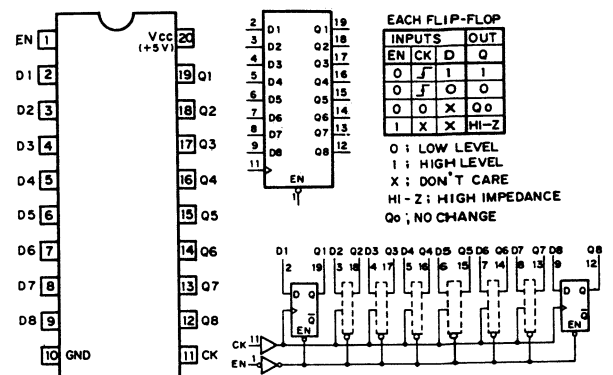 EN 1
VCC 20
(+5V)
D1 2
19 Q1
D2 3
18 Q2
D3 4
17 Q3
D4 5
16 Q4
D5 6
15 Q5
D6 7
14 Q6
D7 8
13 Q7
D8 9
12 Q8
10 GND
11 CK
2 D1 Q1 19
3 D2 Q2 18
4 D3 Q3 17
5 D4 Q4 16
6 D5 Q5 15
7 D6 Q6 14
8 D7 Q7 13
9 D8 Q8 12
11
EN
1
EACH FLIP-FLOP
INPUTS OUT
EN CK D Q
0 1 1
0 0 0
0 0 X Qo
1 X X HI-Z
0 ; LOW LEVEL
1 ; HIGH LEVEL
X ; DON'T CARE
HI-Z ; HIGH IMPEDANCE
Qo ; NO CHANGE
D1 Q1 D2 Q2 D3 Q3 D4 Q4 D5 Q5 D6 Q6 D7 Q7 D8 Q8
2 19 3 18 4 17 5 16 6 15 7 14 8 13 9 12
D Q
Q
EN
D Q
Q
EN
CK 11
EN 1